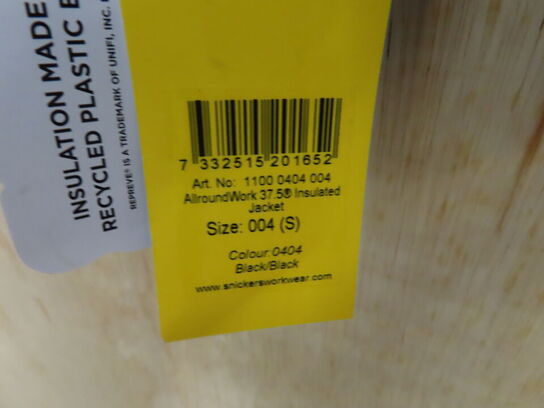 INSULATION MADE
RECYCLED PLASTIC
REPREVE® IS A TRADEMARK OF UNIFI, INC.
7 332515 201652
Art. No: 1100 0404 004
AllroundWork 37.5® Insulated
Jacket
Size: 004 (S)
Colour:0404
Black/Black
www.snickersworkwear.com